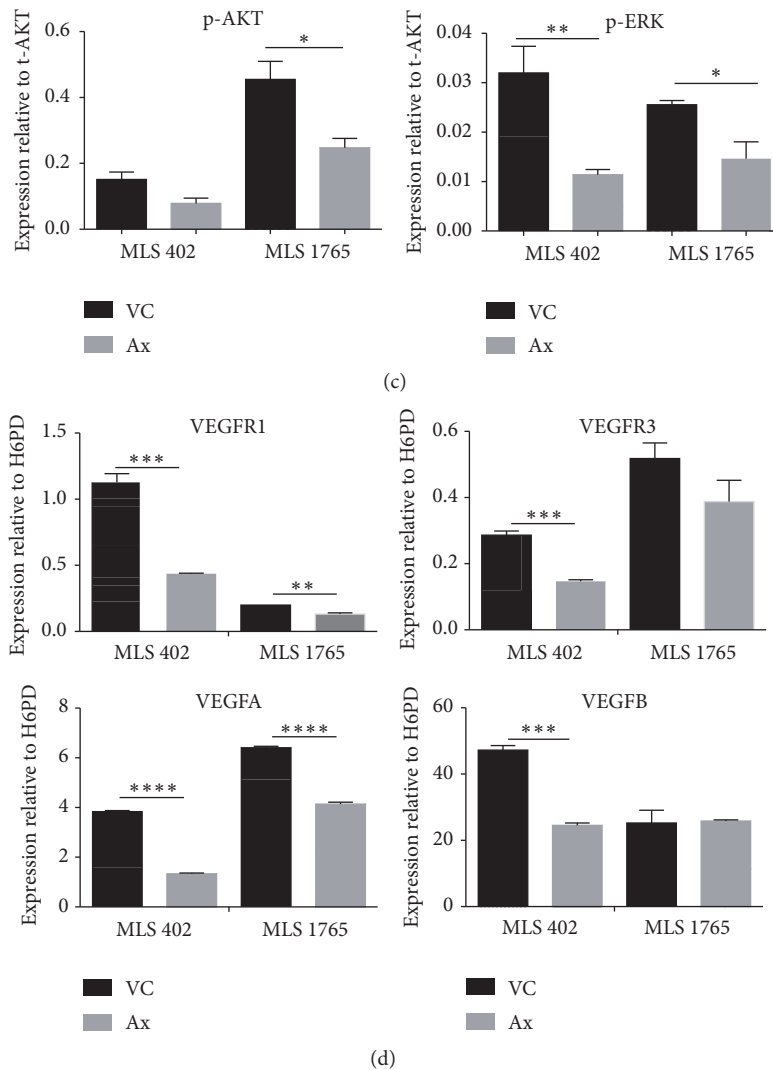 p-AKT
Expression relative to t-AKT
0.6
0.4
0.2
0.0
*
MLS 402 MLS 1765
VC
Ax
p-ERK
Expression relative to t-AKT
0.04
0.03
0.02
0.01
0.00
**
*
MLS 402 MLS 1765
VC
Ax
(c)
VEGFR1
Expression relative to H6PD
1.5
1.0
0.5
0.0
***
**
MLS 402 MLS 1765
VEGFR3
Expression relative to H6PD
0.6
0.4
0.2
0.0
***
MLS 402 MLS 1765
VEGFA
Expression relative to H6PD
8
6
4
2
0
****
****
MLS 402 MLS 1765
VC
Ax
VEGFB
Expression relative to H6PD
60
40
20
0
***
MLS 402 MLS 1765
VC
Ax
(d)